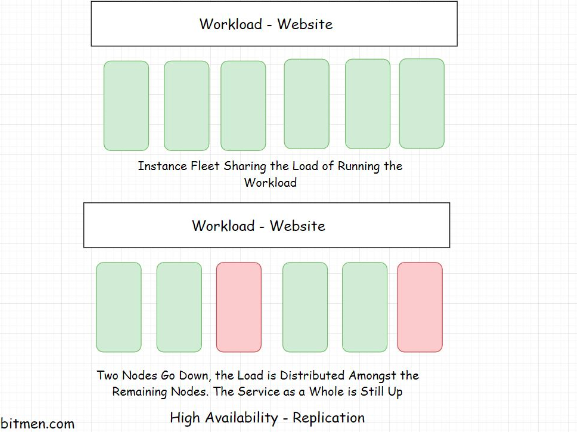 Workload - Website
Instance Fleet Sharing the Load of Running the
Workload
Workload - Website
Two Nodes Go Down, the Load is Distributed Amongst the
Remaining Nodes. The Service as a Whole is Still Up
High Availability - Replication
bitmen.com